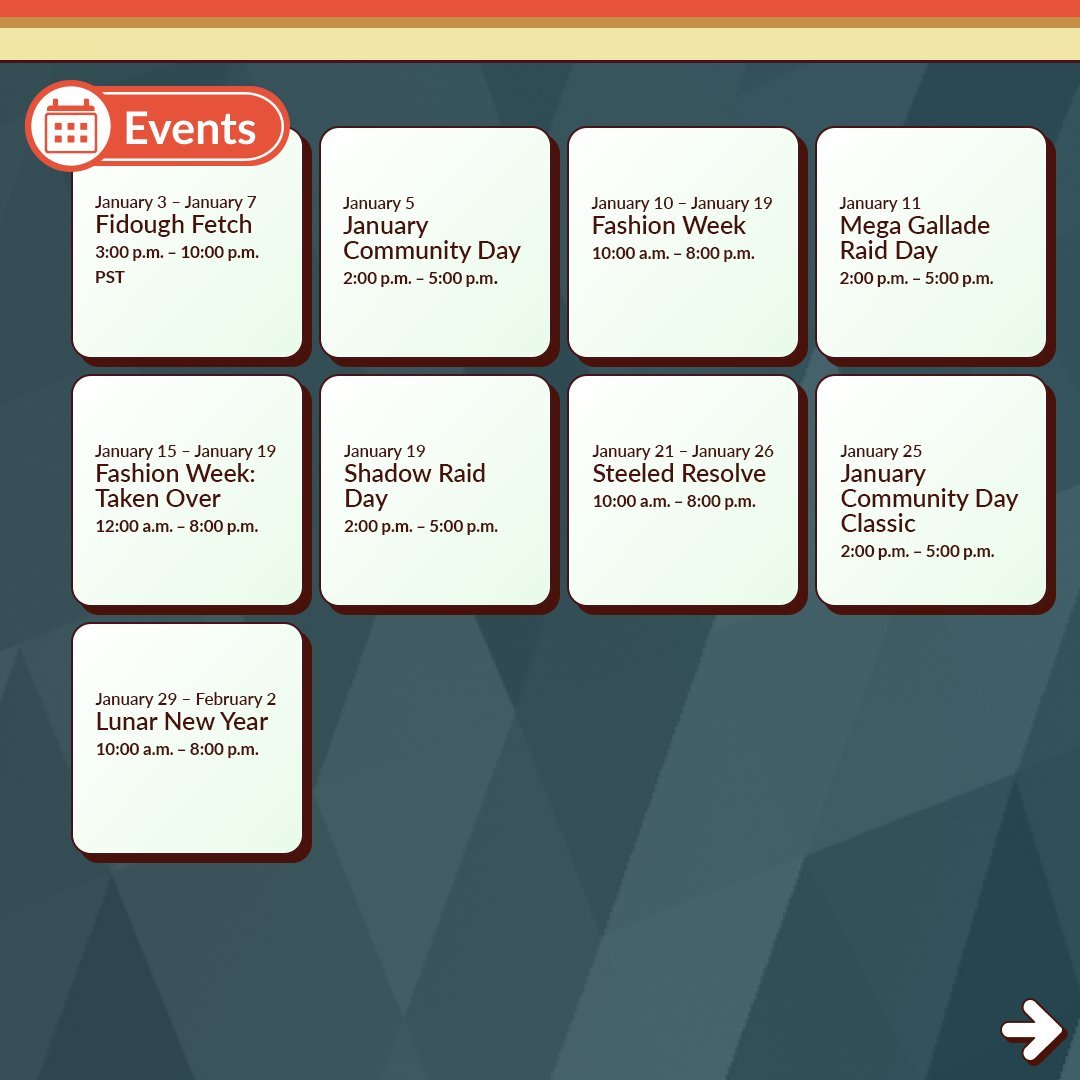 Events
January 3 – January 7
Fidough Fetch
3:00 p.m. – 10:00 p.m.
PST
January 5
January
Community Day
2:00 p.m. – 5:00 p.m.
January 10 – January 19
Fashion Week
10:00 a.m. – 8:00 p.m.
January 11
Mega Gallade
Raid Day
2:00 p.m. – 5:00 p.m.
January 15 – January 19
Fashion Week:
Taken Over
12:00 a.m. – 8:00 p.m.
January 19
Shadow Raid
Day
2:00 p.m. – 5:00 p.m.
January 21 – January 26
Steeled Resolve
10:00 a.m. – 8:00 p.m.
January 25
January
Community Day
Classic
2:00 p.m. – 5:00 p.m.
January 29 – February 2
Lunar New Year
10:00 a.m. – 8:00 p.m.